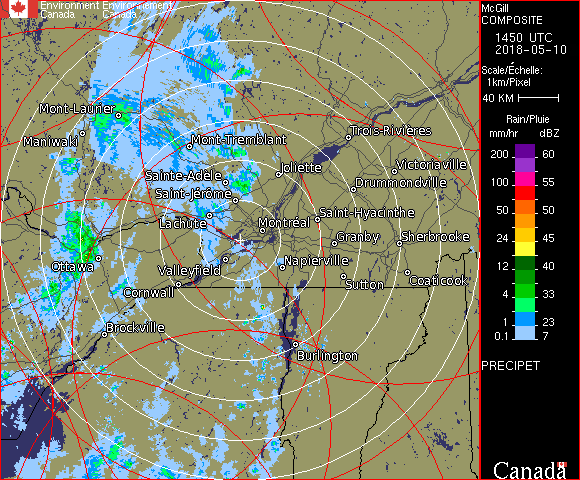 Environment Environnement
Canada Canada
McGill
COMPOSITE
1450 UTC
2018-05-10
Scale/Échelle:
1km/Pixel
40 KM
Rain/Pluie
mm/hr dBZ
200 60
100 55
50 50
24 45
12 40
4 33
1 23
0.1 7
PRECIPET
Canada
Mont-Laurier
Maniwaki
Mont-Tremblant
Trois-Rivières
Sainte-Adèle
Joliette
Victoriaville
Saint-Jérôme
Drummondville
Lachute
Montréal
Saint-Hyacinthe
Granby
Sherbrooke
Ottawa
Valleyfield
Napierville
Cornwall
Sutton
Coaticook
Brockville
Burlington